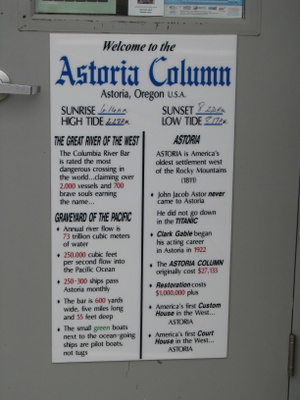 Welcome to the
Astoria Column
Astoria, Oregon U.S.A.
SUNRISE
HIGH TIDE
SUNSET
LOW TIDE
THE GREAT RIVER OF THE WEST
The Columbia River Bar
is rated the most
dangerous crossing in
the world...claiming over
2,000 vessels and 700
brave souls earning
the name...
GRAVEYARD OF THE PACIFIC
♦ Annual river flow is
73 trillion cubic meters
of water
♦ 250,000 cubic feet
per second flow into
the Pacific Ocean
♦ 250-300 ships pass
Astoria monthly
♦ The bar is 600 yards
wide, five miles long
and 55 feet deep
♦ The small green boats
next to the ocean-going
ships are pilot boats,
not tugs
ASTORIA
ASTORIA is America's
oldest settlement west
of the Rocky Mountains
(1811)
♦ John Jacob Astor never
came to Astoria
He did not go down
in the TITANIC
♦ Clark Gable began
his acting career
in Astoria in 1922
♦ The ASTORIA COLUMN
originally cost $27,133
♦ Restoration costs
$1,000,000 plus
♦ America's first Custom
House in the West...
ASTORIA
♦ America's first Court
House in the West...
ASTORIA